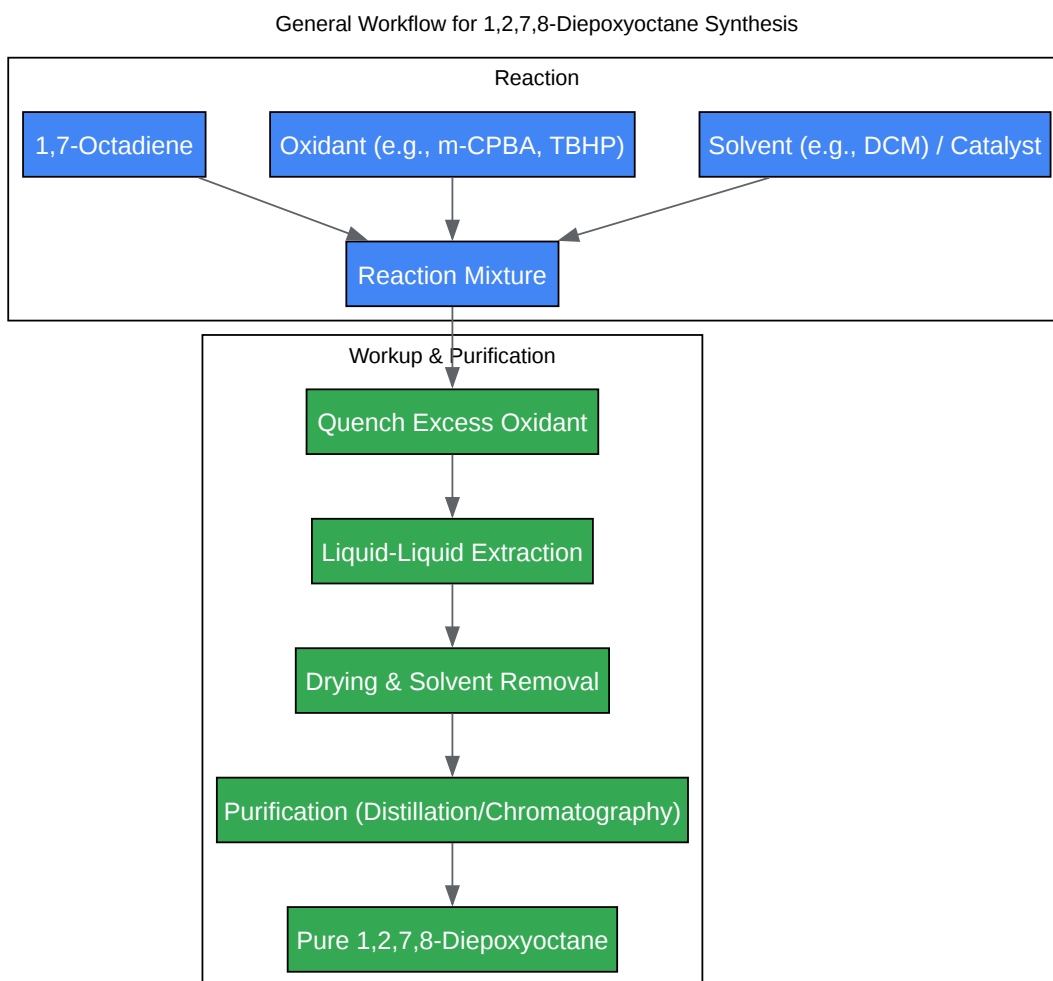 General Workflow for 1,2,7,8-Diepoxyoctane Synthesis
Reaction
1,7-Octadiene
Oxidant (e.g., m-CPBA, TBHP)
Solvent (e.g., DCM) / Catalyst
Reaction Mixture
Workup & Purification
Quench Excess Oxidant
Liquid-Liquid Extraction
Drying & Solvent Removal
Purification (Distillation/Chromatography)
Pure 1,2,7,8-Diepoxyoctane